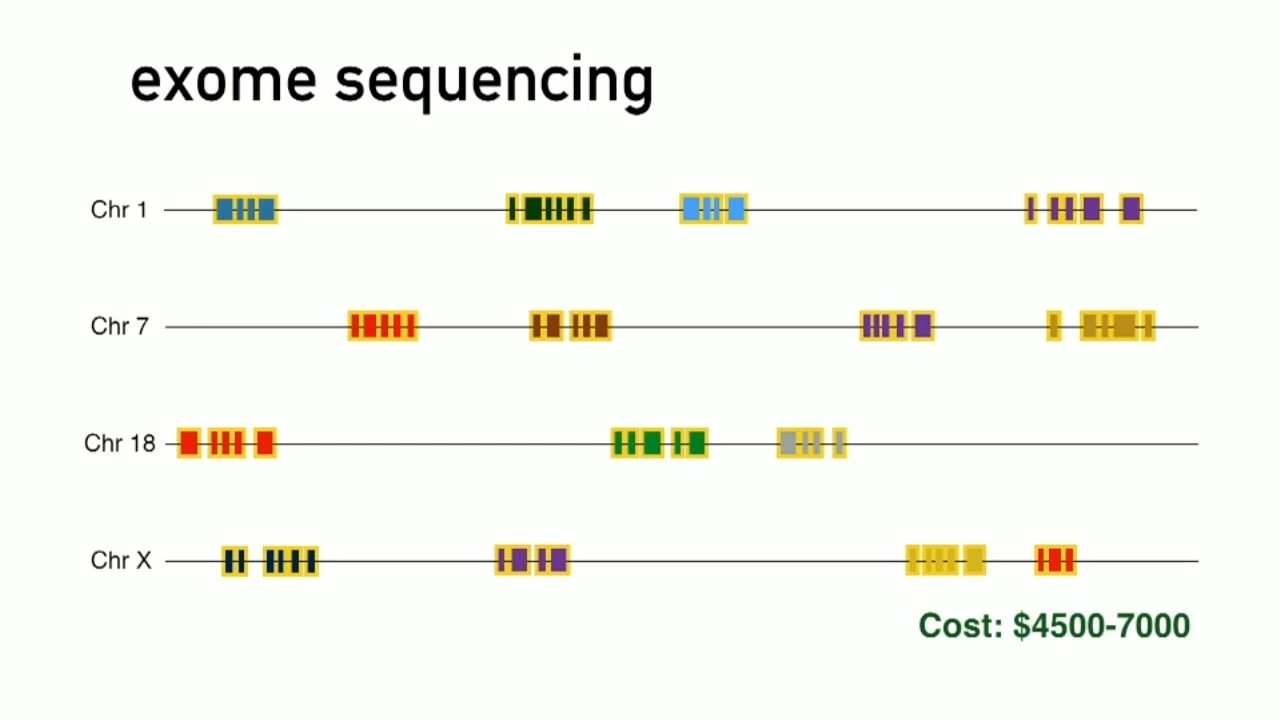 exome sequencing
Chr 1
Chr 7
Chr 18
Chr X
Cost: $4500-7000